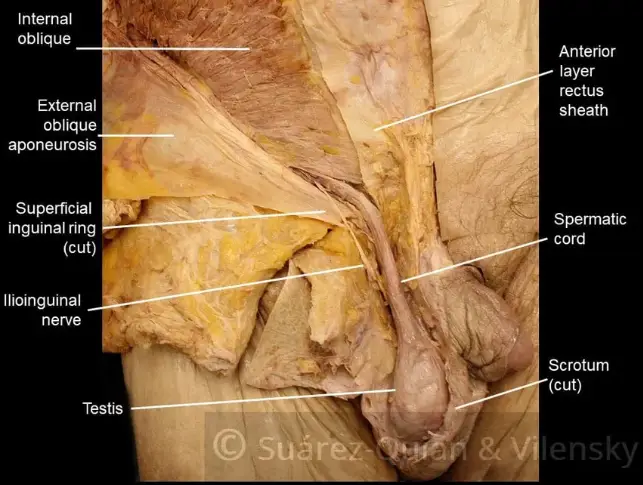 Internal
oblique
External
oblique
aponeurosis
Superficial
inguinal ring
(cut)
Ilioinguinal
nerve
Testis
Anterior
layer
rectus
sheath
Spermatic
cord
Scrotum
(cut)
© Suárez-Quian & Vilensky